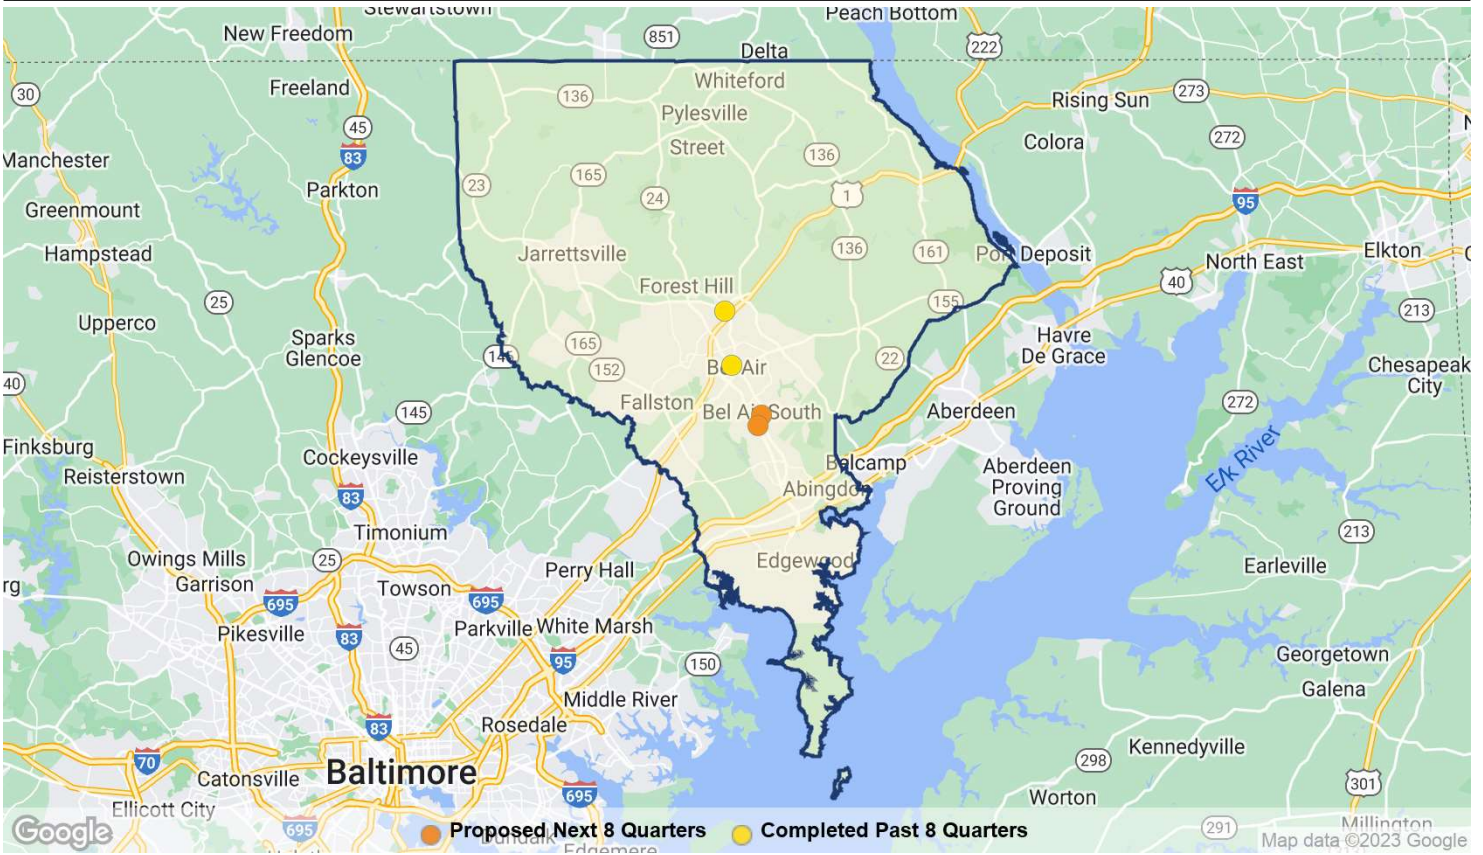 Stewartstown
Peach Bottom
New Freedom
851
222
Delta
Freeland
Whiteford
273
30
136
Rising Sun
Pylesville
45
272
Colora
Street
83
Manchester
136
165
Parkton
23
24
1
95
Greenmount
Hampstead
Jarrettsville
136
161
Port Deposit
Elkton
North East
Forest Hill
40
25
155
213
Upperco
Sparks
Glencoe
165
Havre
De Grace
146
22
152
Bel Air
Chesapeak
City
40
Fallston
272
145
Bel Air South
Aberdeen
Finksburg
Cockeysville
Belcamp
Aberdeen
Proving
Ground
Elk River
Reisterstown
83
Abingdon
Timonium
213
Owings Mills
25
Edgewood
Earleville
Garrison
Perry Hall
rg
Towson
695
695
Pikesville
83
Parkville
White Marsh
45
95
150
Georgetown
Galena
Middle River
Rosedale
83
Kennedyville
70
298
Baltimore
Catonsville
301
695
Worton
Ellicott City
695
Proposed Next 8 Quarters
Completed Past 8 Quarters
291
Millington
Google
Dundalk
Edgemere
Map data ©2023 Google